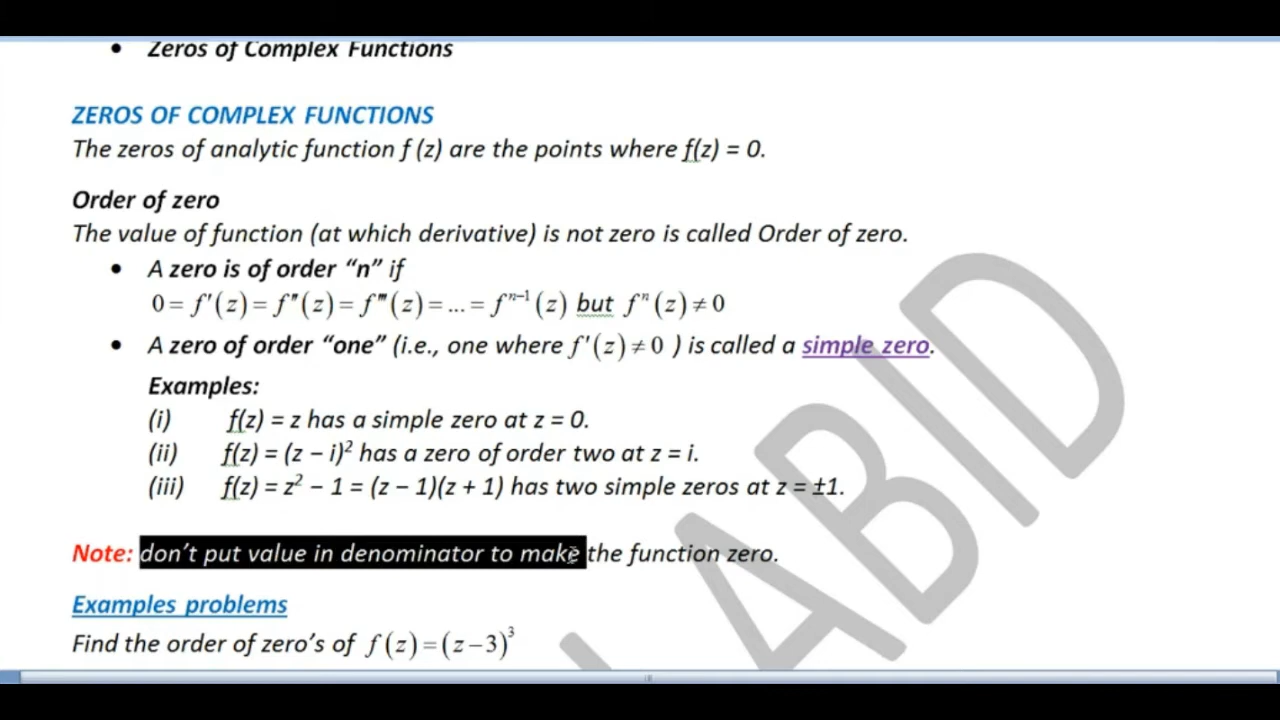 • Zeros of Complex Functions
ZEROS OF COMPLEX FUNCTIONS
The zeros of analytic function f (z) are the points where f(z) = 0.
Order of zero
The value of function (at which derivative) is not zero is called Order of zero.
• A zero is of order “n” if
0 = f'(z) = f''(z) = f'''(z) = ... = fⁿ⁻¹(z) but fⁿ(z) ≠ 0
• A zero of order “one” (i.e., one where f'(z) ≠ 0 ) is called a simple zero.
Examples:
(i) f(z) = z has a simple zero at z = 0.
(ii) f(z) = (z – i)² has a zero of order two at z = i.
(iii) f(z) = z² – 1 = (z – 1)(z + 1) has two simple zeros at z = ±1.
Note: don’t put value in denominator to make the function zero.
Examples problems
Find the order of zero’s of f(z) = (z – 3)³
ABID